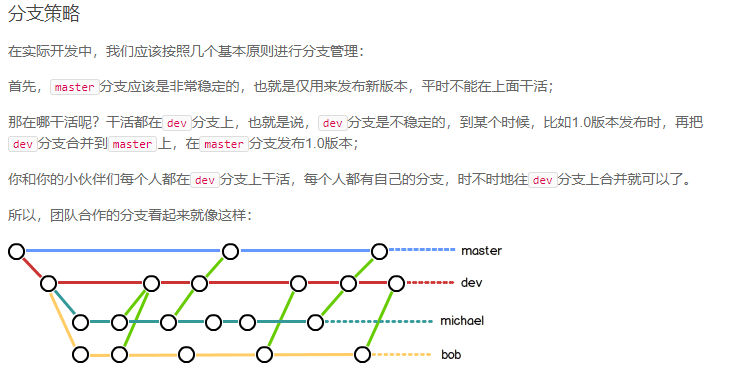 分支策略
在实际开发中，我们应该按照几个基本原则进行分支管理：
首先，master分支应该是非常稳定的，也就是仅用来发布新版本，平时不能在上面干活；
那在哪干活呢？干活都在dev分支上，也就是说，dev分支是不稳定的，到某个时候，比如1.0版本发布时，再把
dev分支合并到master上，在master分支发布1.0版本；
你和你的小伙伴们每个人都在dev分支上干活，每个人都有自己的分支，时不时地往dev分支上合并就可以了。
所以，团队合作的分支看起来就像这样：
master
dev
michael
bob